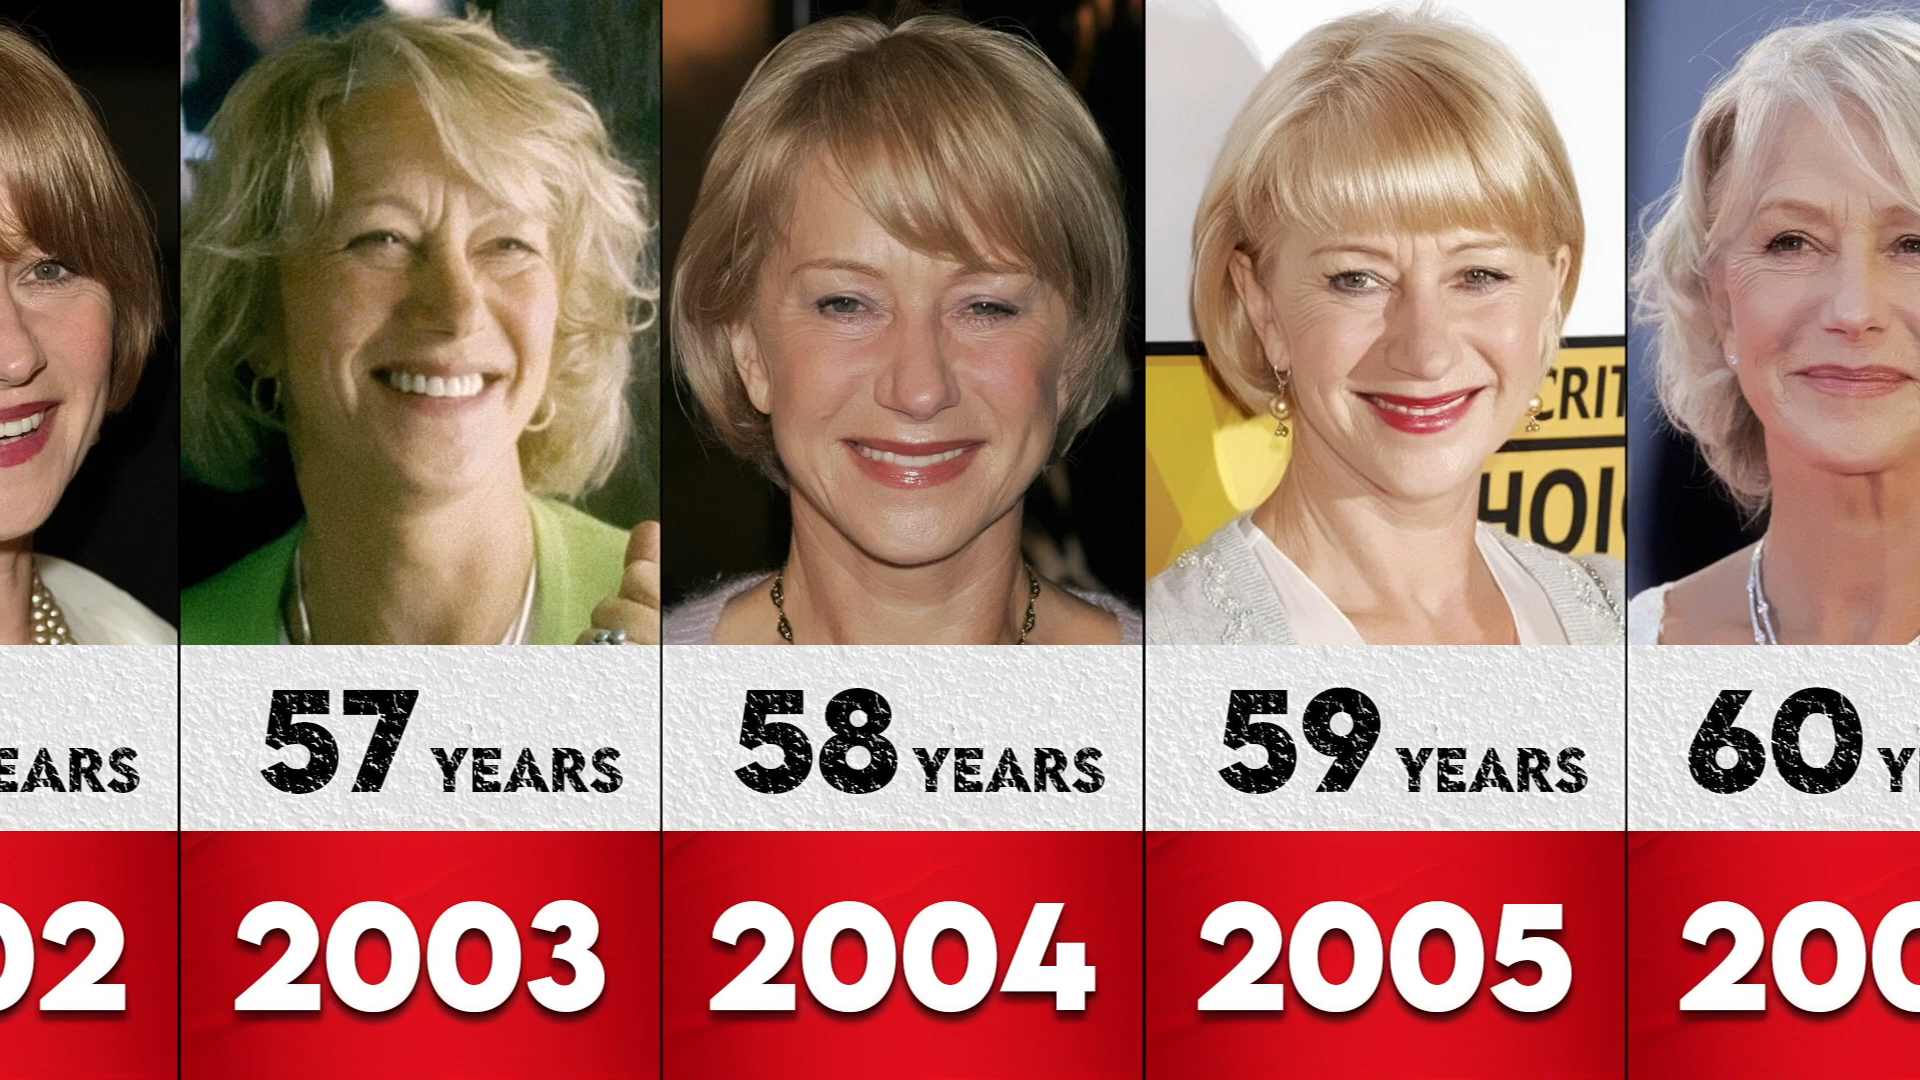 CRIT
HOI
EARS
57 YEARS
58 YEARS
59 YEARS
60 Y
02
2003
2004
2005
200